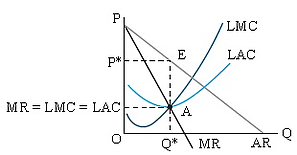 P
LMC
E
LAC
P*
MR = LMC = LAC
A
O
Q
Q*
MR
AR